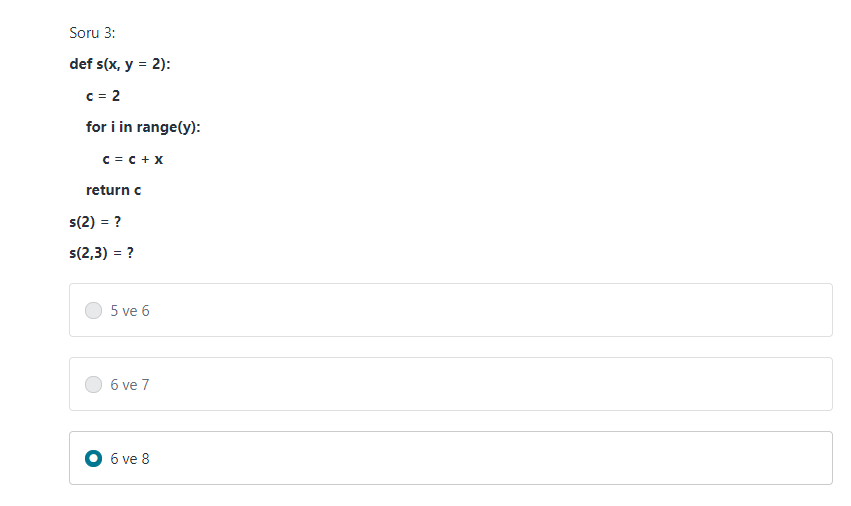 Soru 3:
def s(x, y = 2):
c = 2
for i in range(y):
c = c + x
return c
s(2) = ?
s(2,3) = ?
5 ve 6
6 ve 7
6 ve 8